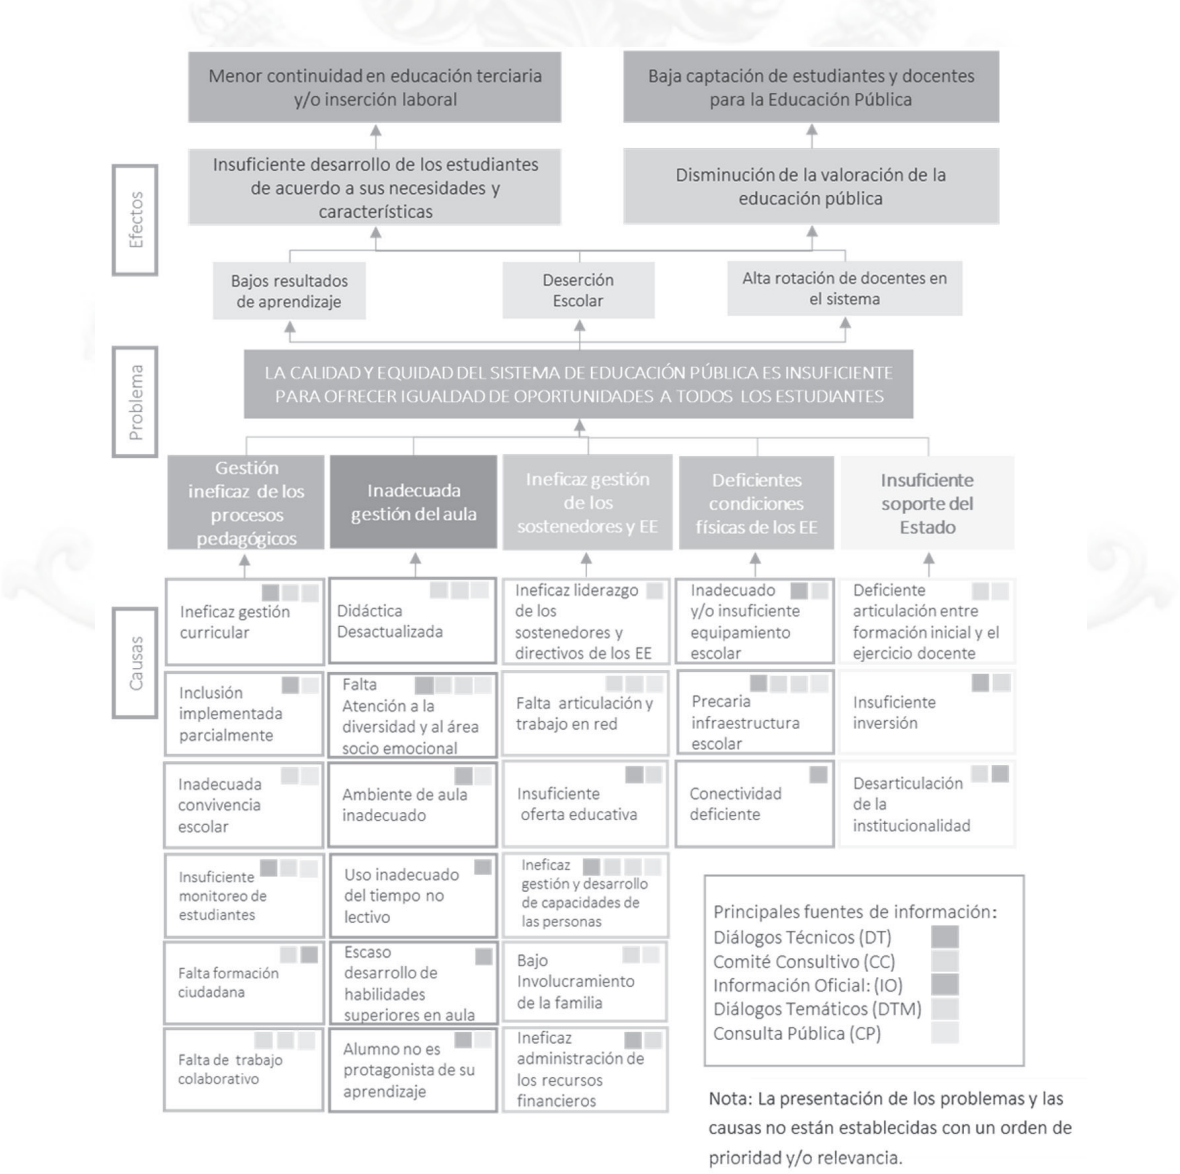 Menor continuidad en educación terciaria
y/o inserción laboral
Baja captación de estudiantes y docentes
para la Educación Pública
Efectos
Insuficiente desarrollo de los estudiantes
de acuerdo a sus necesidades y
características
Disminución de la valoración de la
educación pública
Bajos resultados
de aprendizaje
Deserción
Escolar
Alta rotación de docentes en
el sistema
Problema
LA CALIDAD Y EQUIDAD DEL SISTEMA DE EDUCACIÓN PÚBLICA ES INSUFICIENTE
PARA OFRECER IGUALDAD DE OPORTUNIDADES A TODOS LOS ESTUDIANTES
Causas
Gestión
ineficaz de los
procesos
pedagógicos
Inadecuada
gestión del aula
Ineficaz gestión
de los
sostenedores y EE
Deficientes
condiciones
físicas de los EE
Insuficiente
soporte del
Estado
Ineficaz gestión
curricular
Didáctica
Desactualizada
Ineficaz liderazgo
de los
sostenedores y
directivos de los EE
Inadecuado
y/o insuficiente
equipamiento
escolar
Deficiente
articulación entre
formación inicial y el
ejercicio docente
Inclusión
implementada
parcialmente
Falta
Atención a la
diversidad y al área
socio emocional
Falta articulación y
trabajo en red
Precaria
infraestructura
escolar
Insuficiente
inversión
Inadecuada
convivencia
escolar
Ambiente de aula
inadecuado
Insuficiente
oferta educativa
Conectividad
deficiente
Desarticulación
de la
institucionalidad
Insuficiente
monitoreo de
estudiantes
Uso inadecuado
del tiempo no
lectivo
Ineficaz
gestión y desarrollo
de capacidades de
las personas
Falta formación
ciudadana
Escaso
desarrollo de
habilidades
superiores en aula
Bajo
Involucramiento
de la familia
Falta de trabajo
colaborativo
Alumno no es
protagonista de su
aprendizaje
Ineficaz
administración de
los recursos
financieros
Principales fuentes de información:
Diálogos Técnicos (DT)
Comité Consultivo (CC)
Información Oficial: (IO)
Diálogos Temáticos (DTM)
Consulta Pública (CP)
Nota: La presentación de los problemas y las
causas no están establecidas con un orden de
prioridad y/o relevancia.